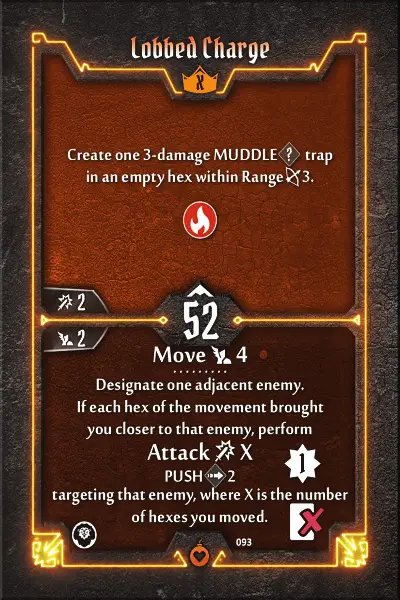 Lobbed Charge
X
Create one 3-damage MUDDLE ? trap
in an empty hex within Range 3.
2
52
2
Move 4
Designate one adjacent enemy.
If each hex of the movement brought
you closer to that enemy, perform
Attack X
PUSH 2
1
targeting that enemy, where X is the number
of hexes you moved.
093